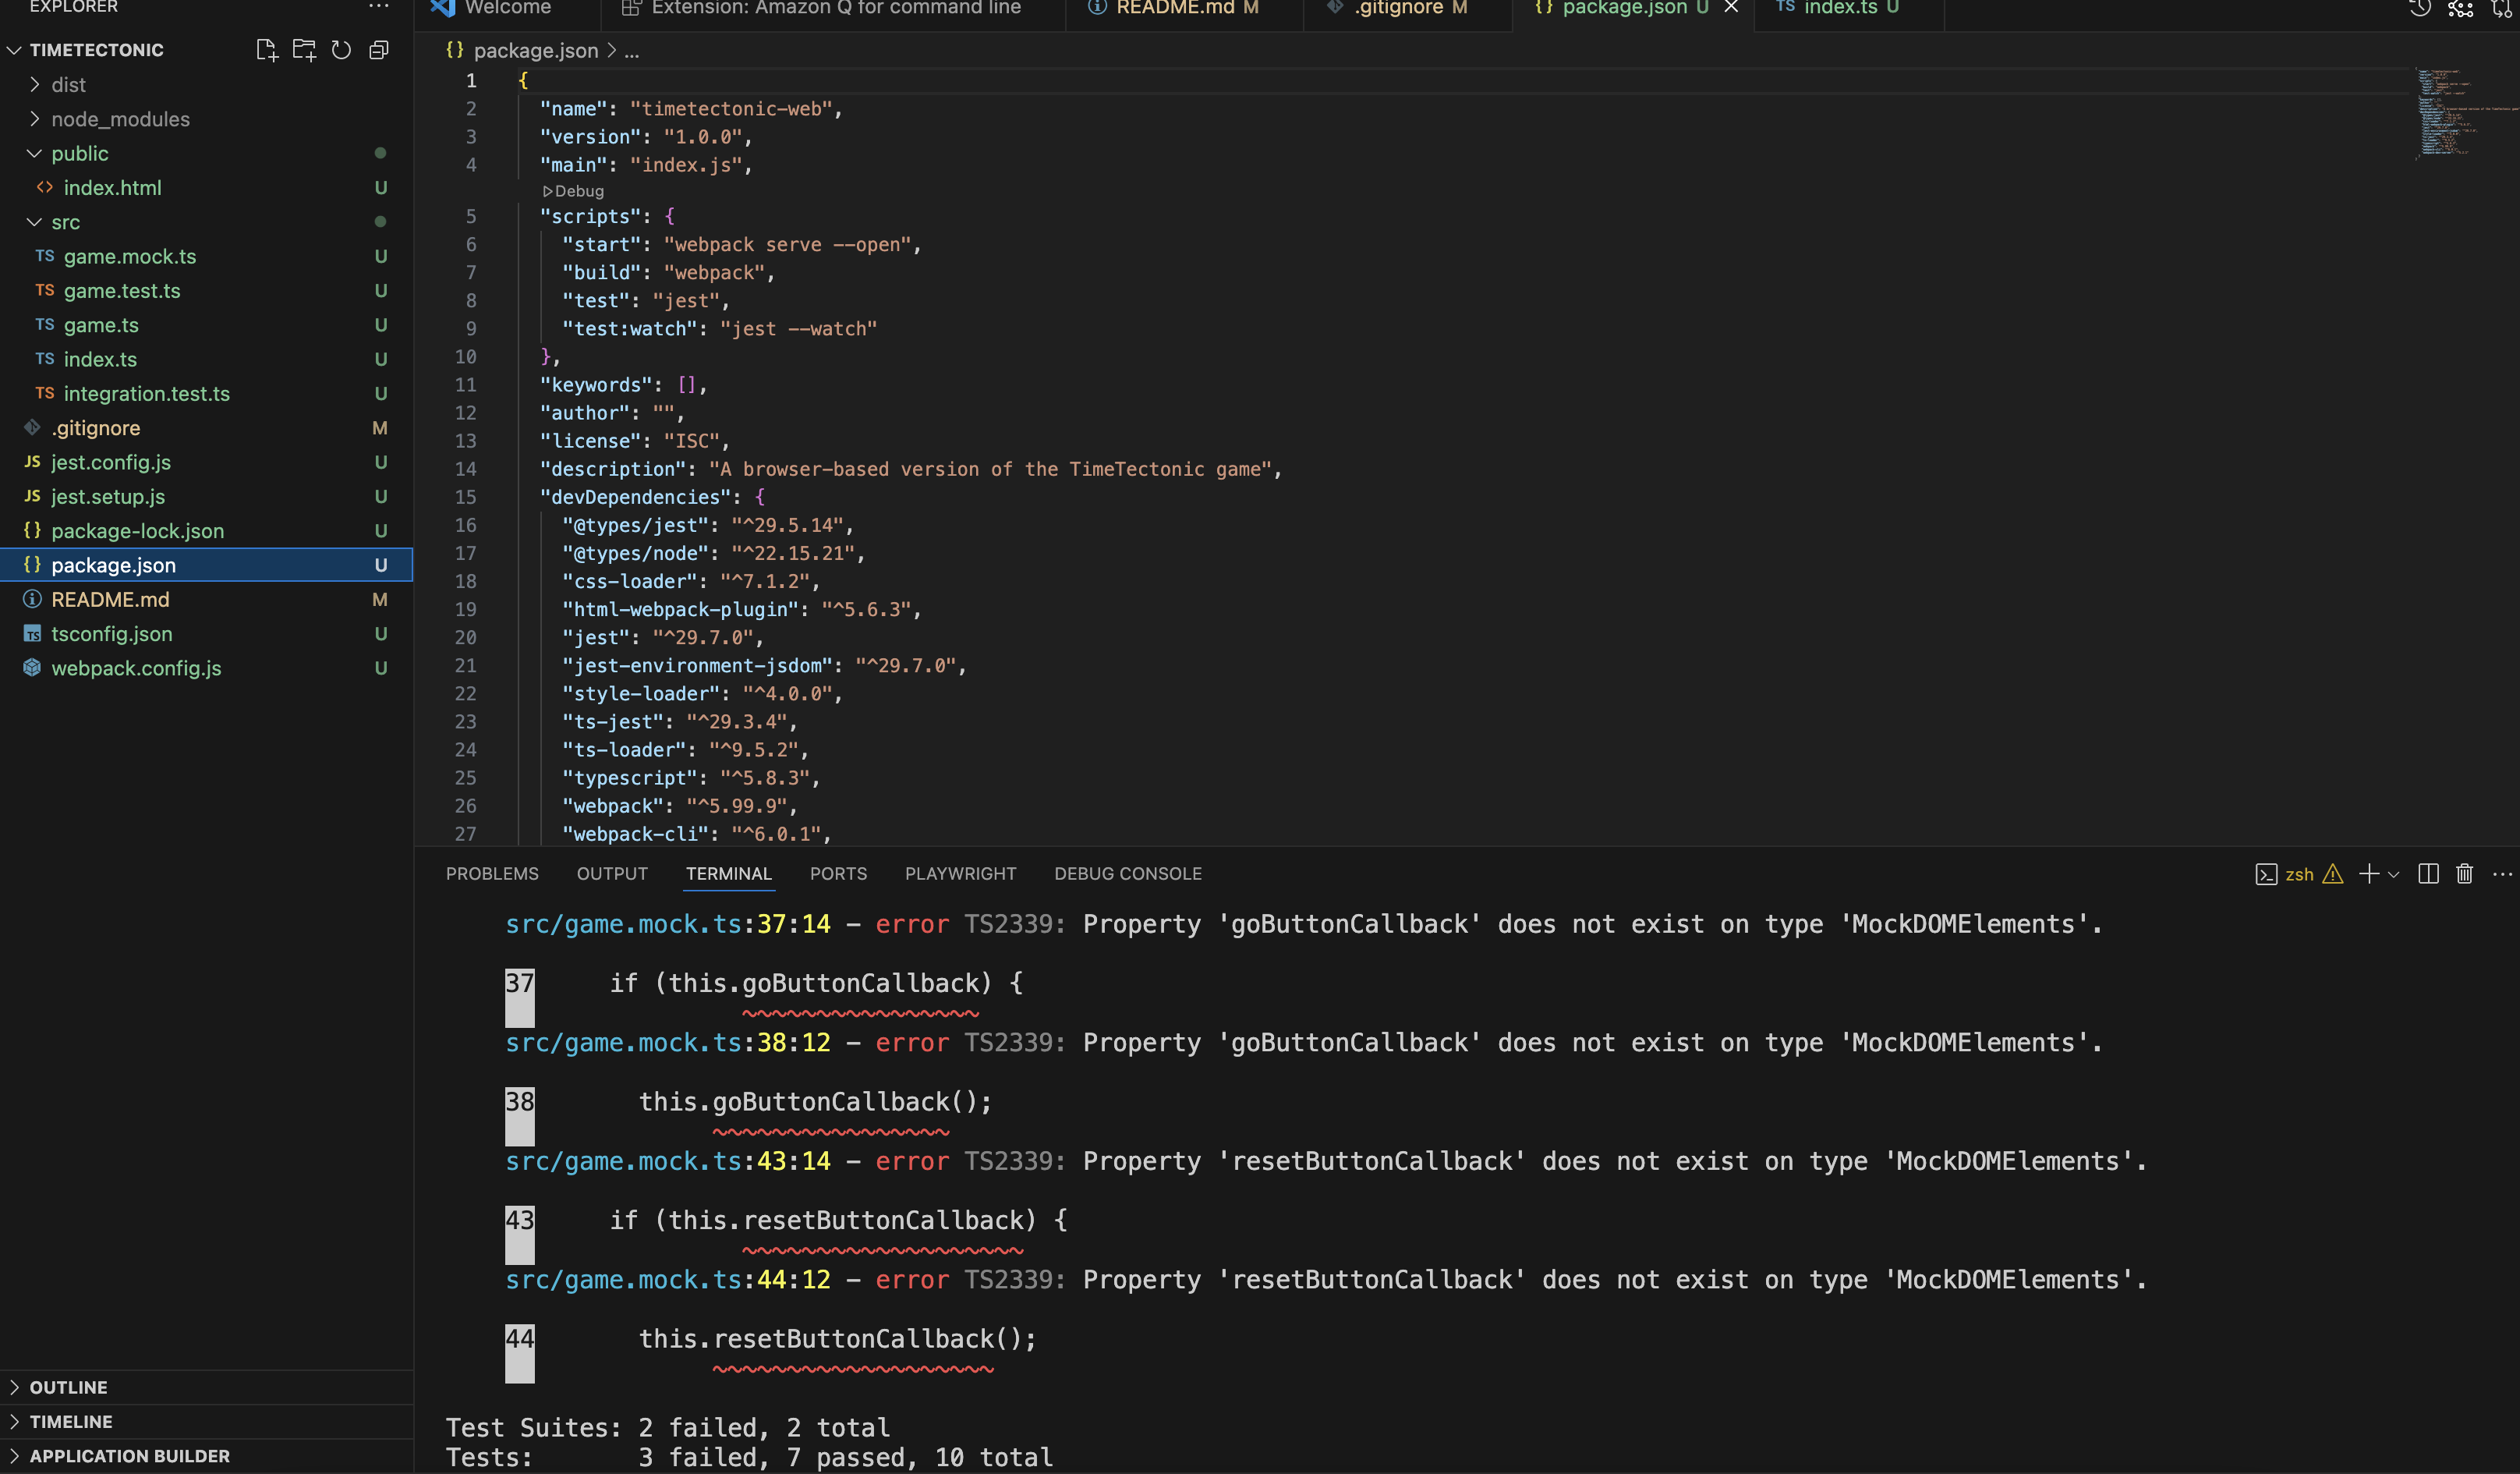 EXPLORER
TIMETECTONIC
dist
node_modules
public
index.html U
src
game.mock.ts U
game.test.ts U
game.ts U
index.ts U
integration.test.ts U
.gitignore M
jest.config.js U
jest.setup.js U
package-lock.json U
package.json U
README.md M
tsconfig.json U
webpack.config.js U
OUTLINE
TIMELINE
APPLICATION BUILDER
Welcome
Extension: Amazon Q for command line
README.md M
.gitignore M
package.json U
index.ts U
package.json > ...
1 {
2 "name": "timetectonic-web",
3 "version": "1.0.0",
4 "main": "index.js",
Debug
5 "scripts": {
6 "start": "webpack serve --open",
7 "build": "webpack",
8 "test": "jest",
9 "test:watch": "jest --watch"
10 },
11 "keywords": [],
12 "author": "",
13 "license": "ISC",
14 "description": "A browser-based version of the TimeTectonic game",
15 "devDependencies": {
16 "@types/jest": "^29.5.14",
17 "@types/node": "^22.15.21",
18 "css-loader": "^7.1.2",
19 "html-webpack-plugin": "^5.6.3",
20 "jest": "^29.7.0",
21 "jest-environment-jsdom": "^29.7.0",
22 "style-loader": "^4.0.0",
23 "ts-jest": "^29.3.4",
24 "ts-loader": "^9.5.2",
25 "typescript": "^5.8.3",
26 "webpack": "^5.99.9",
27 "webpack-cli": "^6.0.1",
PROBLEMS OUTPUT TERMINAL PORTS PLAYWRIGHT DEBUG CONSOLE zsh
src/game.mock.ts:37:14 - error TS2339: Property 'goButtonCallback' does not exist on type 'MockDOMElements'.
37 if (this.goButtonCallback) {
src/game.mock.ts:38:12 - error TS2339: Property 'goButtonCallback' does not exist on type 'MockDOMElements'.
38 this.goButtonCallback();
src/game.mock.ts:43:14 - error TS2339: Property 'resetButtonCallback' does not exist on type 'MockDOMElements'.
43 if (this.resetButtonCallback) {
src/game.mock.ts:44:12 - error TS2339: Property 'resetButtonCallback' does not exist on type 'MockDOMElements'.
44 this.resetButtonCallback();
Test Suites: 2 failed, 2 total
Tests: 3 failed, 7 passed, 10 total